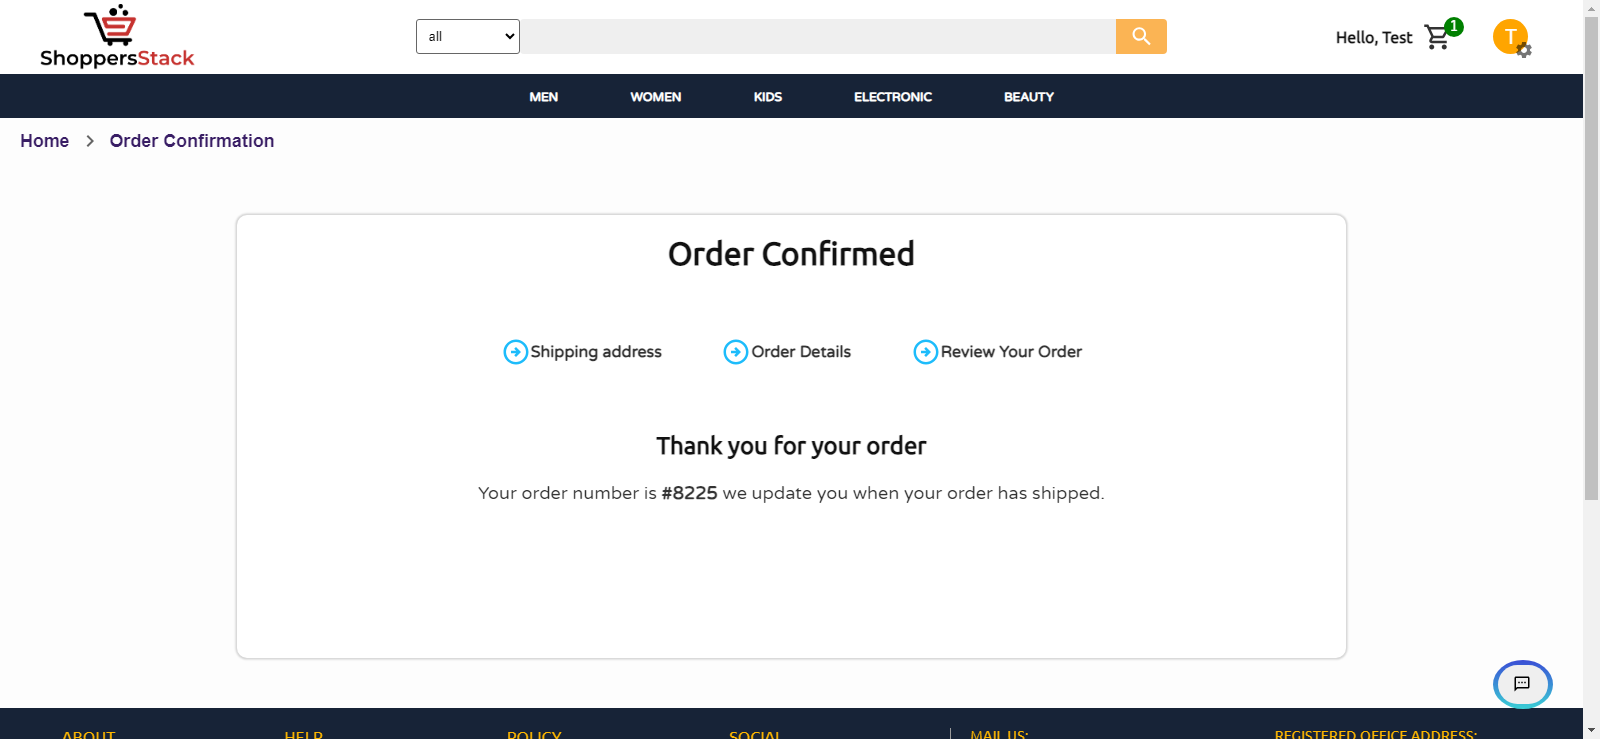 ShoppersStack
all
Hello, Test
1
T
MEN WOMEN KIDS ELECTRONIC BEAUTY
Home > Order Confirmation
Order Confirmed
Shipping address Order Details Review Your Order
Thank you for your order
Your order number is #8225 we update you when your order has shipped.
ABOUT HELP POLICY SOCIAL MAIL US: REGISTERED OFFICE ADDRESS: